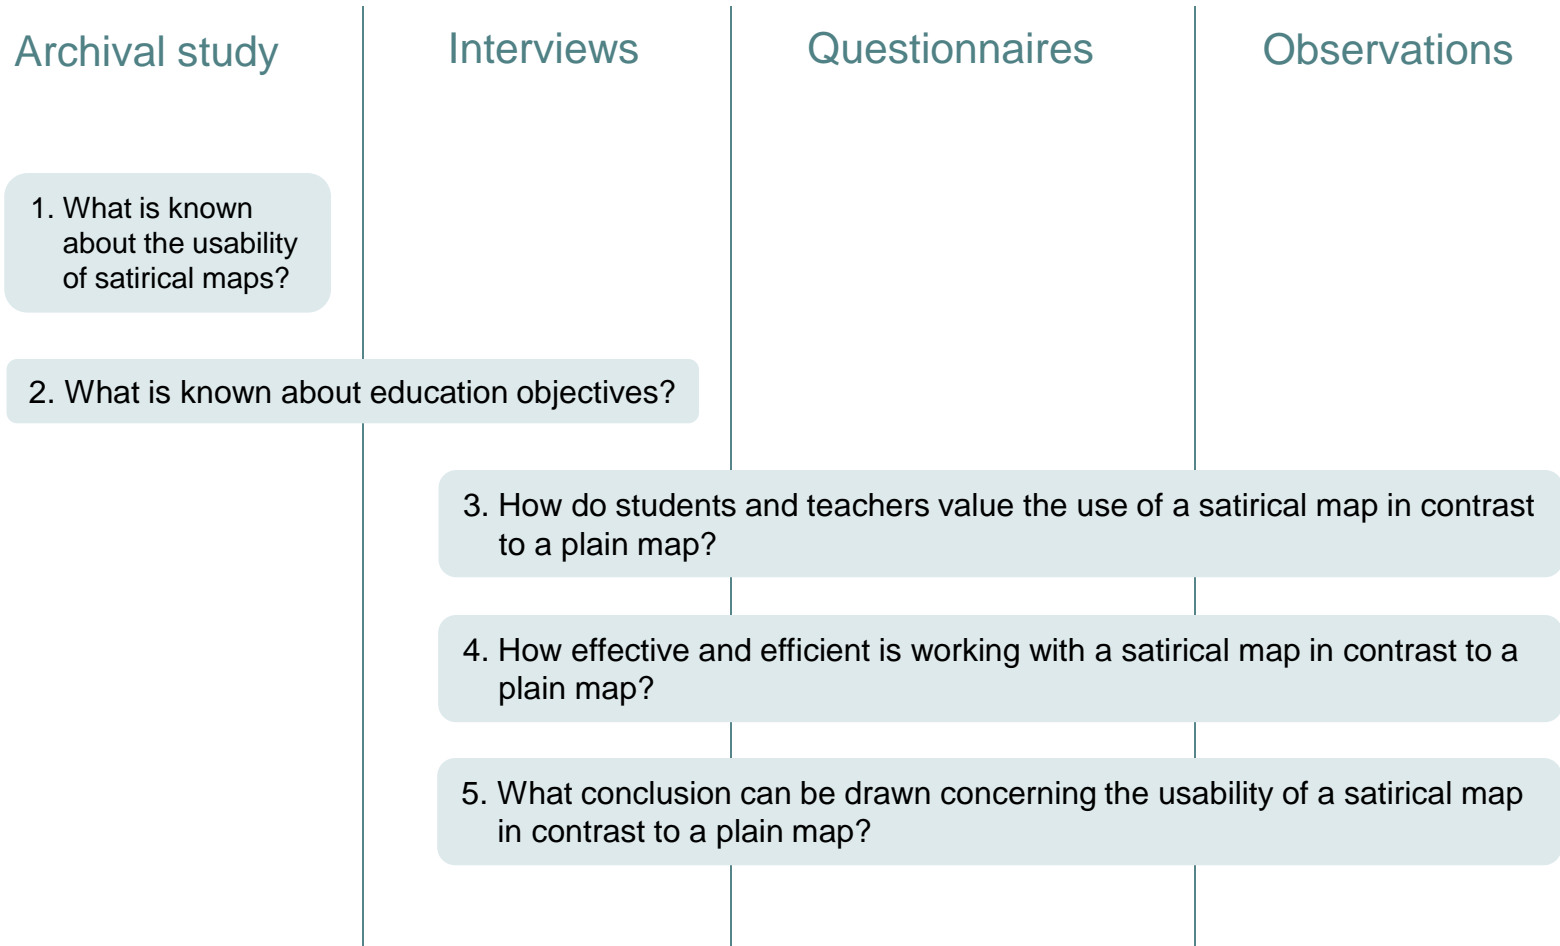 Archival study
Interviews
Questionnaires
Observations
1. What is known
about the usability
of satirical maps?
2. What is known about education objectives?
3. How do students and teachers value the use of a satirical map in contrast
to a plain map?
4. How effective and efficient is working with a satirical map in contrast to a
plain map?
5. What conclusion can be drawn concerning the usability of a satirical map
in contrast to a plain map?